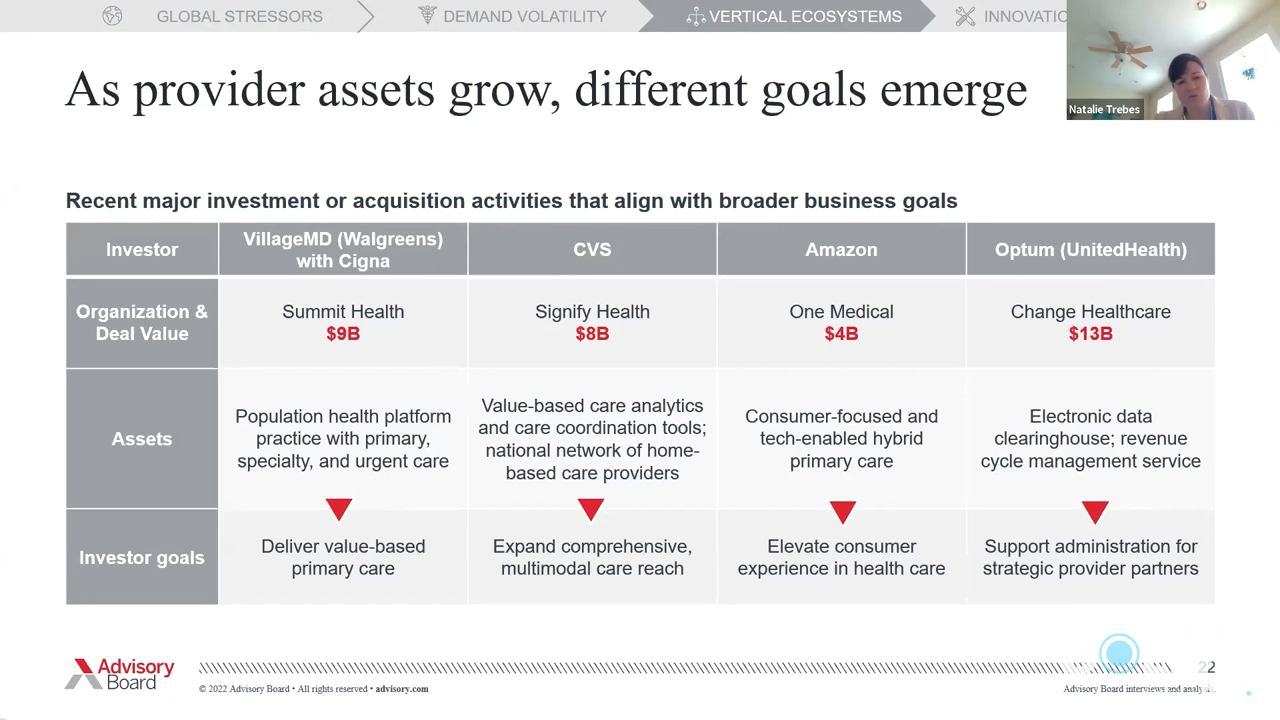 GLOBAL STRESSORS
DEMAND VOLATILITY
VERTICAL ECOSYSTEMS
As provider assets grow, different goals emerge
Natalie Trebes
Recent major investment or acquisition activities that align with broader business goals
Investor
VillageMD (Walgreens)
with Cigna
CVS
Amazon
Optum (UnitedHealth)
Organization &
Deal Value
Summit Health
$9B
Signify Health
$8B
One Medical
$4B
Change Healthcare
$13B
Assets
Population health platform
practice with primary,
specialty, and urgent care
Value-based care analytics
and care coordination tools;
national network of home-
based care providers
Consumer-focused and
tech-enabled hybrid
primary care
Electronic data
clearinghouse; revenue
cycle management service
Investor goals
Deliver value-based
primary care
Expand comprehensive,
multimodal care reach
Elevate consumer
experience in health care
Support administration for
strategic provider partners
Advisory
Board
© 2022 Advisory Board • All rights reserved • advisory.com
22
Advisory Board interviews and analysis.